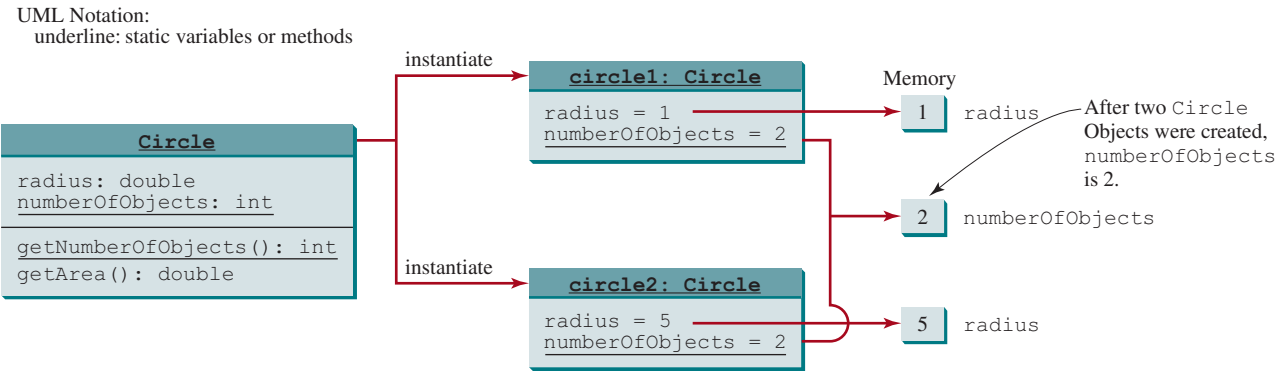 UML Notation:
underline: static variables or methods
Circle
radius: double
numberOfObjects: int
getNumberOfObjects(): int
getArea(): double
instantiate
circle1: Circle
radius = 1
numberOfObjects = 2
instantiate
circle2: Circle
radius = 5
numberOfObjects = 2
Memory
1 radius
2 numberOfObjects
5 radius
After two Circle
Objects were created,
numberOfObjects
is 2.